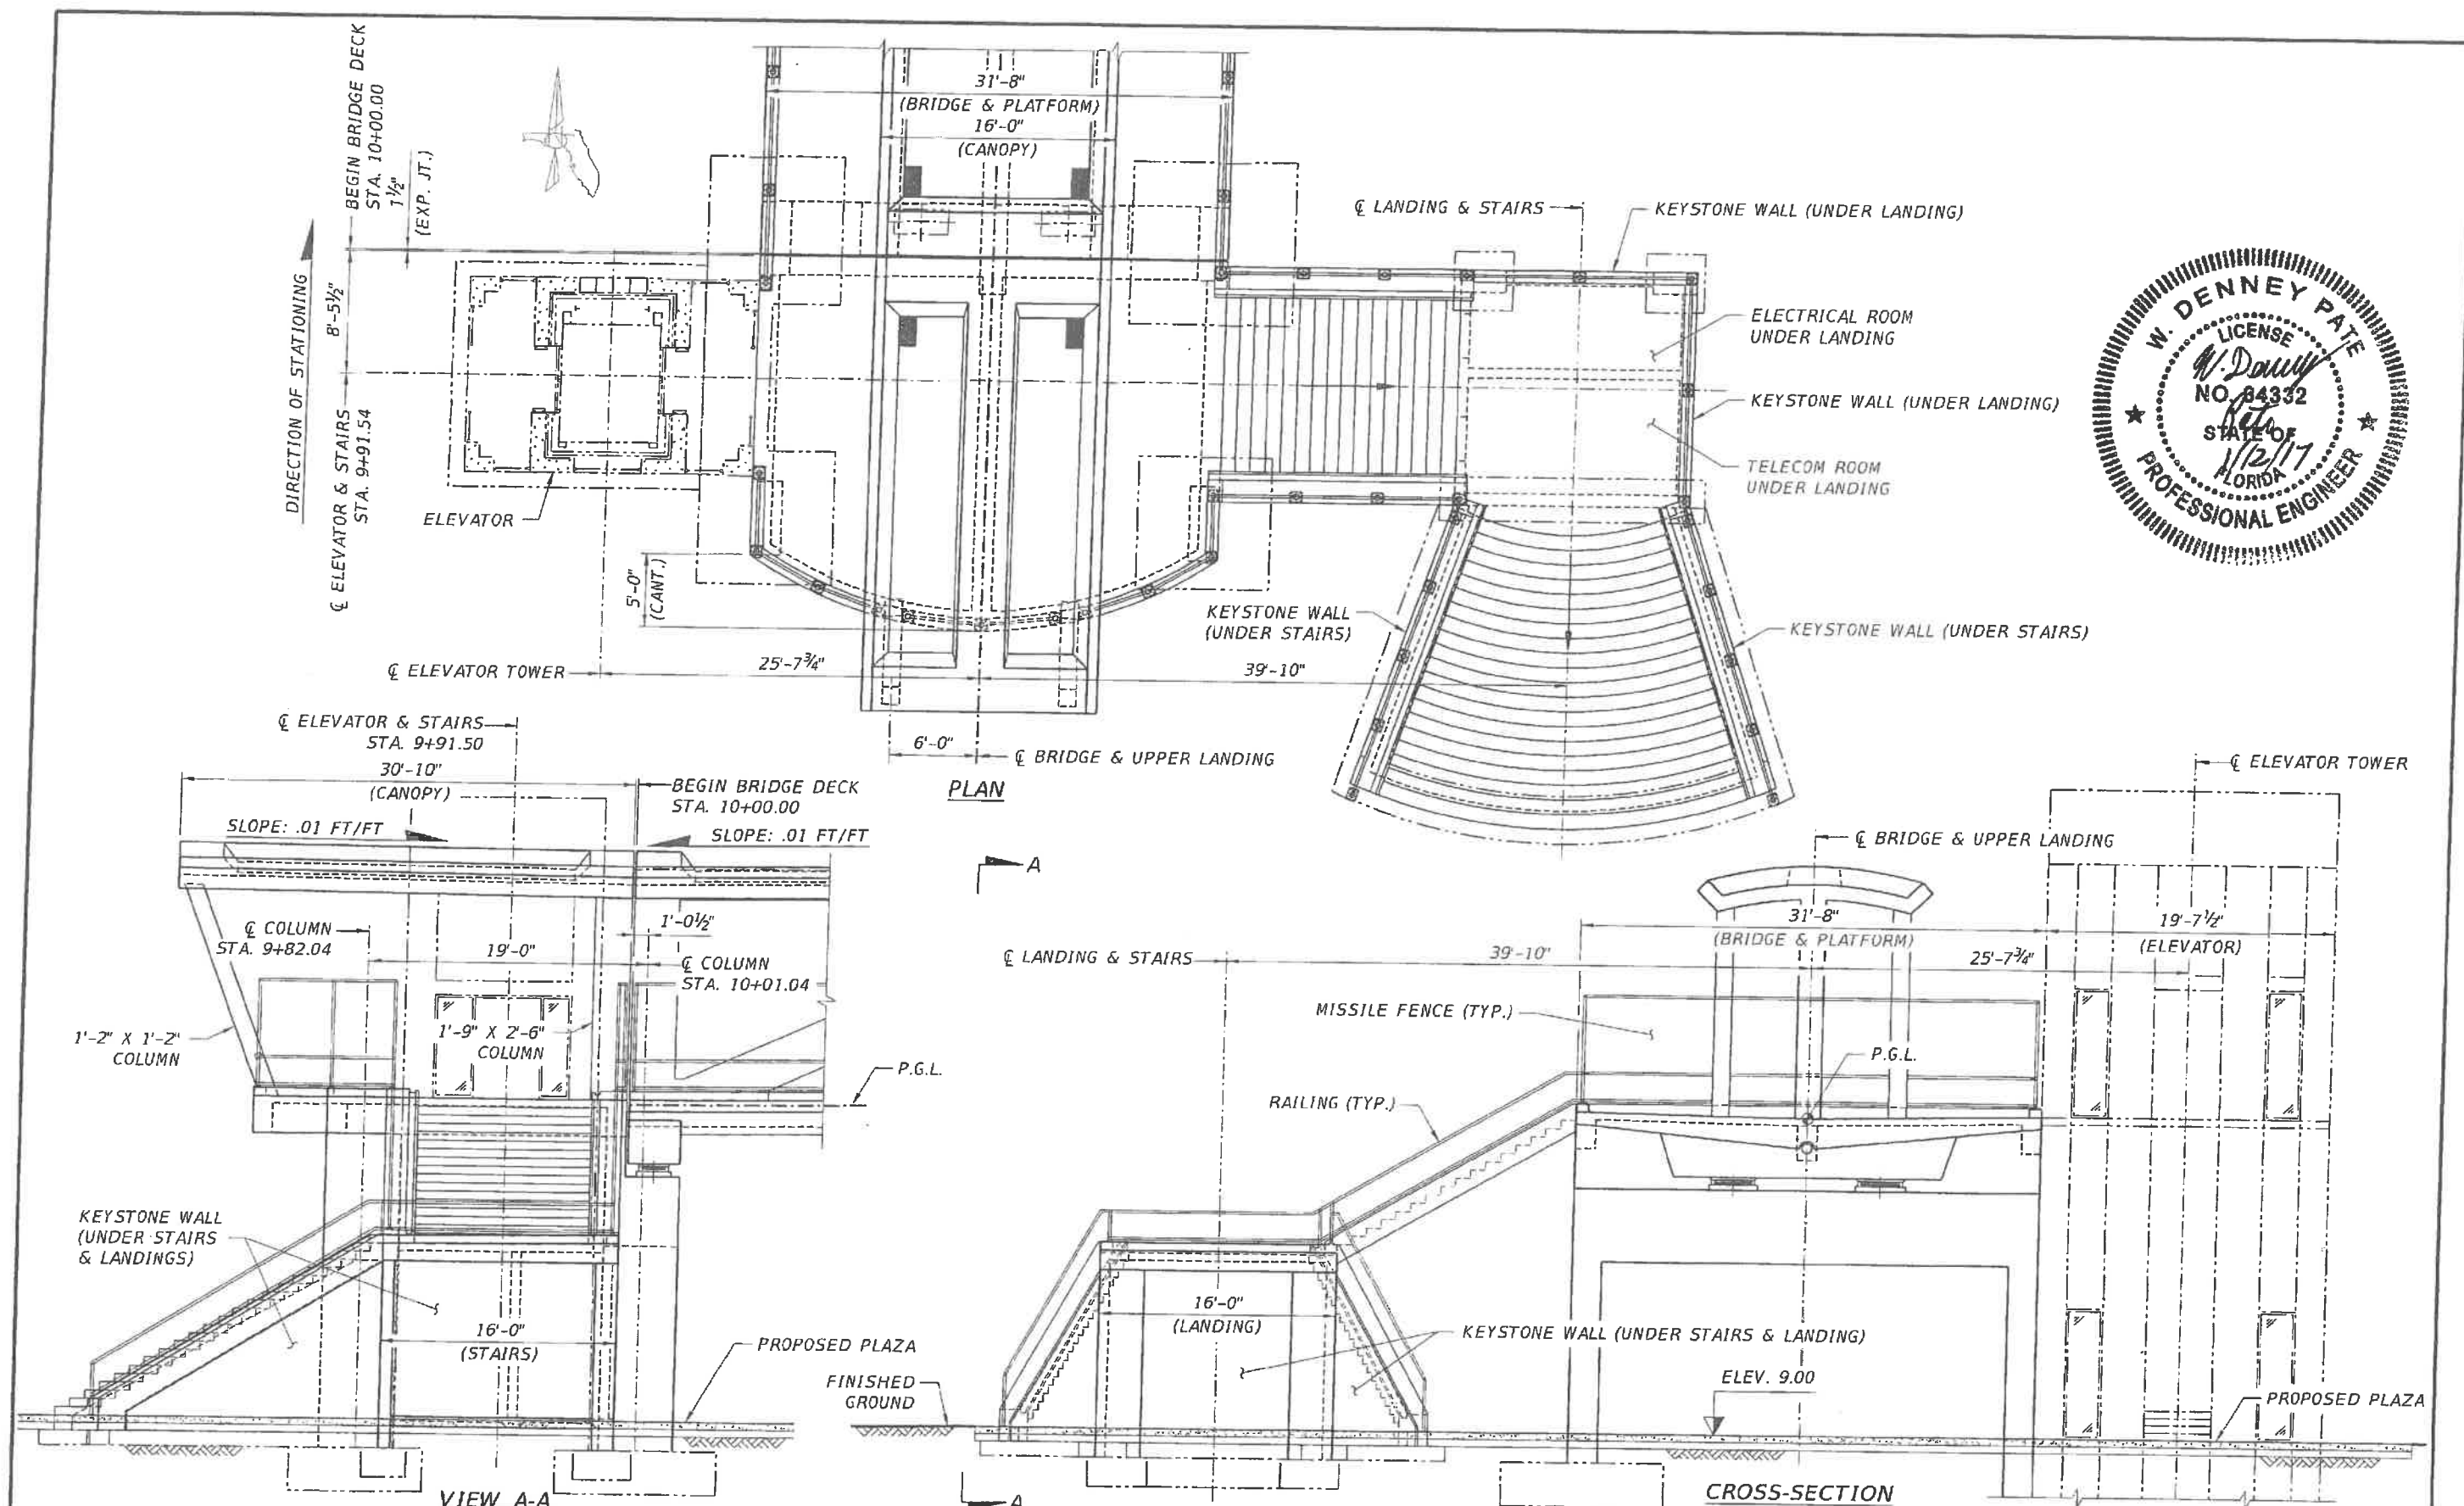 BEGIN BRIDGE DECK
STA. 10+00.00
1½"
(EXP. JT.)
8'-5½"
DIRECTION OF STATIONING
℄ ELEVATOR & STAIRS
STA. 9+91.54
31'-8"
(BRIDGE & PLATFORM)
16'-0"
(CANOPY)
℄ LANDING & STAIRS
KEYSTONE WALL (UNDER LANDING)
ELECTRICAL ROOM
UNDER LANDING
KEYSTONE WALL (UNDER LANDING)
TELECOM ROOM
UNDER LANDING
ELEVATOR
5'-0"
(CANT.)
KEYSTONE WALL
(UNDER STAIRS)
KEYSTONE WALL (UNDER STAIRS)
℄ ELEVATOR TOWER
25'-7¾"
39'-10"
6'-0"
℄ BRIDGE & UPPER LANDING
PLAN
W. DENNEY PATE
LICENSE
W. Denney
NO. 64332
Pate
STATE OF
1/12/17
FLORIDA
PROFESSIONAL ENGINEER
℄ ELEVATOR & STAIRS
STA. 9+91.50
30'-10"
(CANOPY)
BEGIN BRIDGE DECK
STA. 10+00.00
SLOPE: .01 FT/FT
SLOPE: .01 FT/FT
A
℄ COLUMN
STA. 9+82.04
19'-0"
1'-0½"
℄ COLUMN
STA. 10+01.04
1'-2" X 1'-2"
COLUMN
1'-9" X 2'-6"
COLUMN
P.G.L.
KEYSTONE WALL
(UNDER STAIRS
& LANDINGS)
16'-0"
(STAIRS)
PROPOSED PLAZA
VIEW A-A
℄ ELEVATOR TOWER
℄ BRIDGE & UPPER LANDING
31'-8"
(BRIDGE & PLATFORM)
19'-7½"
(ELEVATOR)
℄ LANDING & STAIRS
39'-10"
25'-7¾"
MISSILE FENCE (TYP.)
P.G.L.
RAILING (TYP.)
16'-0"
(LANDING)
KEYSTONE WALL (UNDER STAIRS & LANDING)
FINISHED
GROUND
ELEV. 9.00
PROPOSED PLAZA
A
CROSS-SECTION